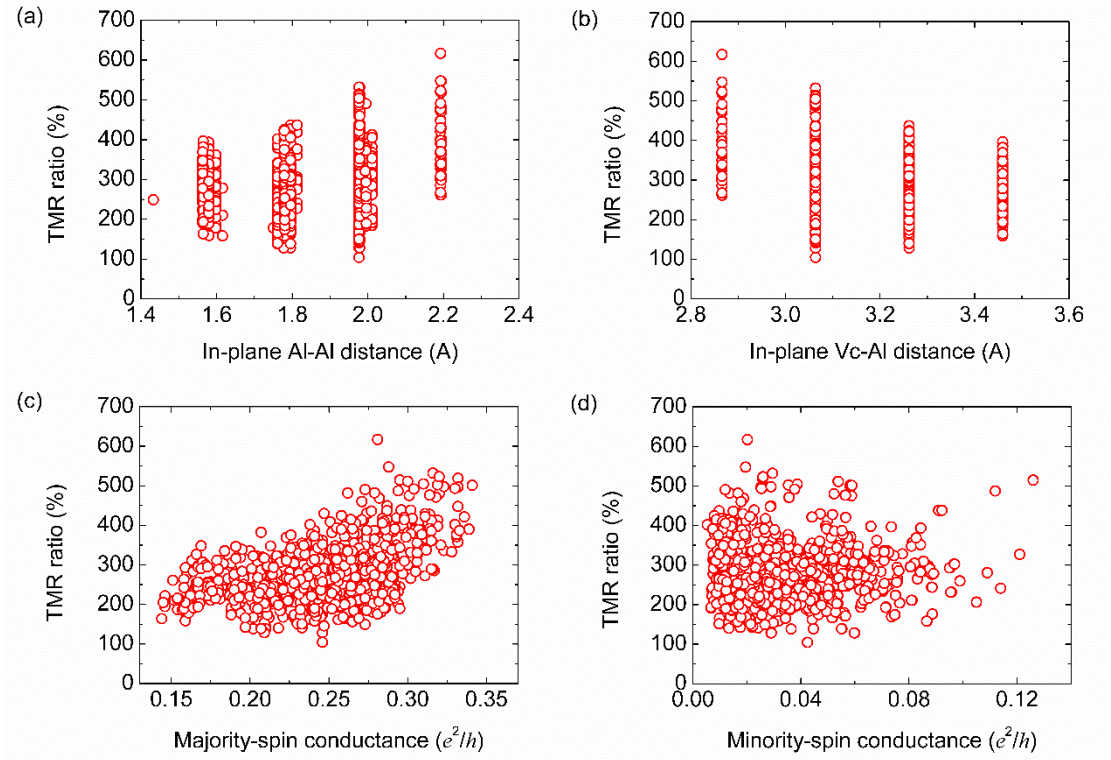 (a)
700
600
500
400
300
200
100
0
TMR ratio (%)
1.4 1.6 1.8 2.0 2.2 2.4
In-plane Al-Al distance (A)
(b)
700
600
500
400
300
200
100
0
TMR ratio (%)
2.8 3.0 3.2 3.4 3.6
In-plane Vc-Al distance (A)
(c)
700
600
500
400
300
200
100
0
TMR ratio (%)
0.15 0.20 0.25 0.30 0.35
Majority-spin conductance (e²/h)
(d)
700
600
500
400
300
200
100
0
TMR ratio (%)
0.00 0.04 0.08 0.12
Minority-spin conductance (e²/h)